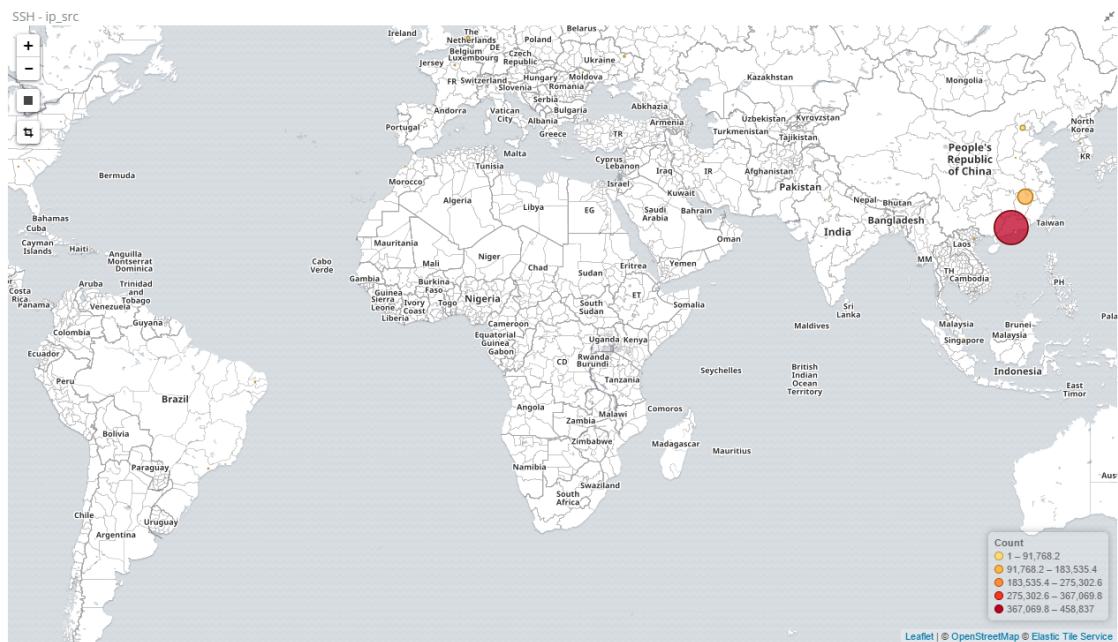 SSH - ip_src
+
−
Ireland
The
Netherlands
Belgium
DE
Luxembourg
Poland
Belarus
Jersey
Czech
Republic
Ukraine
FR
Switzerland
Hungary
Moldova
Slovenia
Romania
Kazakhstan
Mongolia
Serbia
Andorra
Vatican
City
Bulgaria
Albania
Abkhazia
Armenia
Uzbekistan
Kyrgyzstan
Turkmenistan
Tajikistan
North
Korea
KR
Portugal
Greece
TR
Malta
Tunisia
Cyprus
Lebanon
Iraq
IR
Afghanistan
People's
Republic
of China
Bermuda
Morocco
Israel
Kuwait
Pakistan
Algeria
Libya
EG
Saudi
Arabia
Bahrain
Nepal
Bhutan
Bahamas
Cuba
Cayman
Islands
Haiti
Anguilla
Montserrat
Dominica
Bangladesh
India
Taiwan
Oman
Mauritania
Laos
MM
Cabo
Verde
Mali
Niger
Chad
Sudan
Eritrea
Yemen
TH
Cambodia
PH
Costa
Rica
Panama
Aruba
Trinidad
and
Tobago
Venezuela
Gambia
Guinea
Sierra
Leone
Liberia
Ivory
Coast
Burkina
Faso
Togo
Nigeria
ET
South
Sudan
Somalia
Sri
Lanka
Guyana
Colombia
Cameroon
Equatorial
Guinea
Gabon
Uganda
Kenya
Maldives
Malaysia
Singapore
Brunei
Malaysia
Pala
Ecuador
Peru
CD
Rwanda
Burundi
Tanzania
Seychelles
British
Indian
Ocean
Territory
Indonesia
East
Timor
Brazil
Angola
Zambia
Malawi
Comoros
Bolivia
Zimbabwe
Madagascar
Mauritius
Paraguay
Namibia
Swaziland
South
Africa
Aus
Chile
Uruguay
Argentina
Count
1 – 91,768.2
91,768.2 – 183,535.4
183,535.4 – 275,302.6
275,302.6 – 367,069.8
367,069.8 – 458,837
Leaflet | © OpenStreetMap © Elastic Tile Service